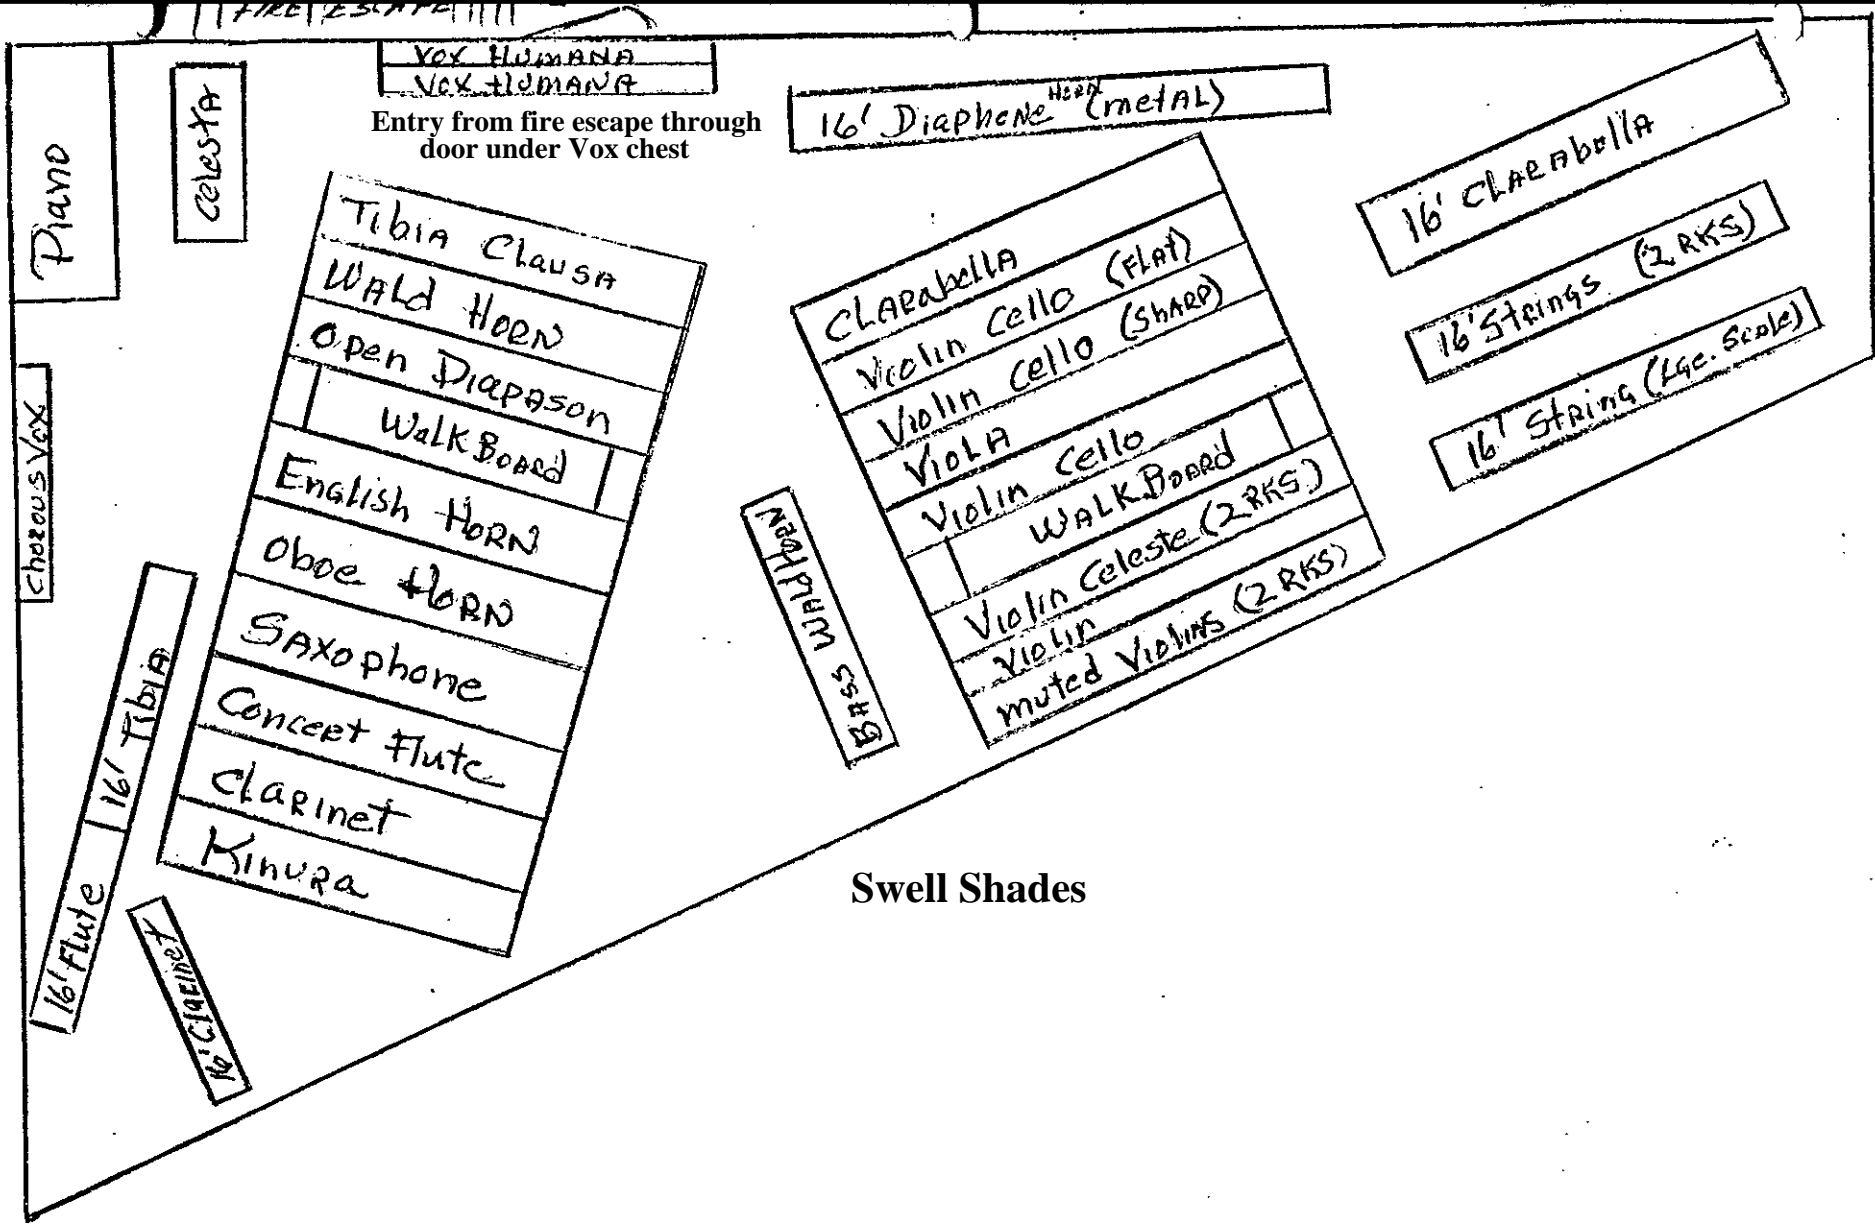 FIRE ESCAPE
VOX HUMANA
VOX HUMANA
Entry from fire escape through
door under Vox chest
Piano
Celesta
16' Diaphone Horn (metal)
Tibia Clausa
Wald Horn
Open Diapason
Walk Board
English Horn
Oboe Horn
Saxophone
Concert Flute
Clarinet
Kinura
Chorous Vox
16' Tibia
16' Flute
16' Clarinet
Bass Wald Horn
Clarabella
Violin Cello (Flat)
Violin Cello (Sharp)
Viola
Violin Cello
Walk Board
Violin Celeste (2 RKS)
Violin
muted Violins (2 RKS)
16' Clarabella
16' Strings (2 RKS)
16' String (Lge. Scale)
Swell Shades